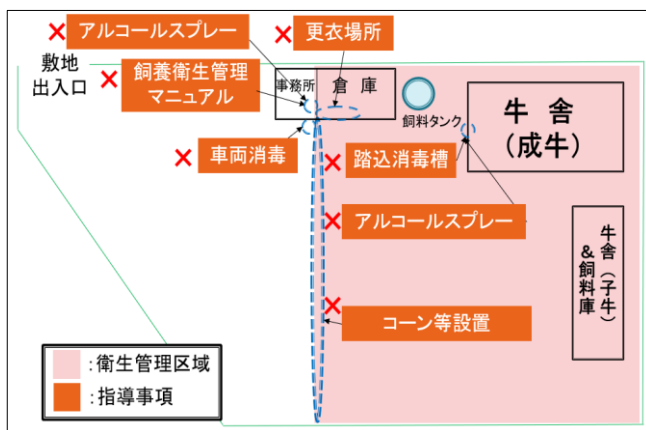 アルコールスプレー
更衣場所
敷地
出入口
飼養衛生管理
マニュアル
事務所
倉庫
飼料タンク
牛舎
(成牛)
車両消毒
踏込消毒槽
アルコールスプレー
牛舎(子牛)
&飼料庫
コーン等設置
:衛生管理区域
:指導事項